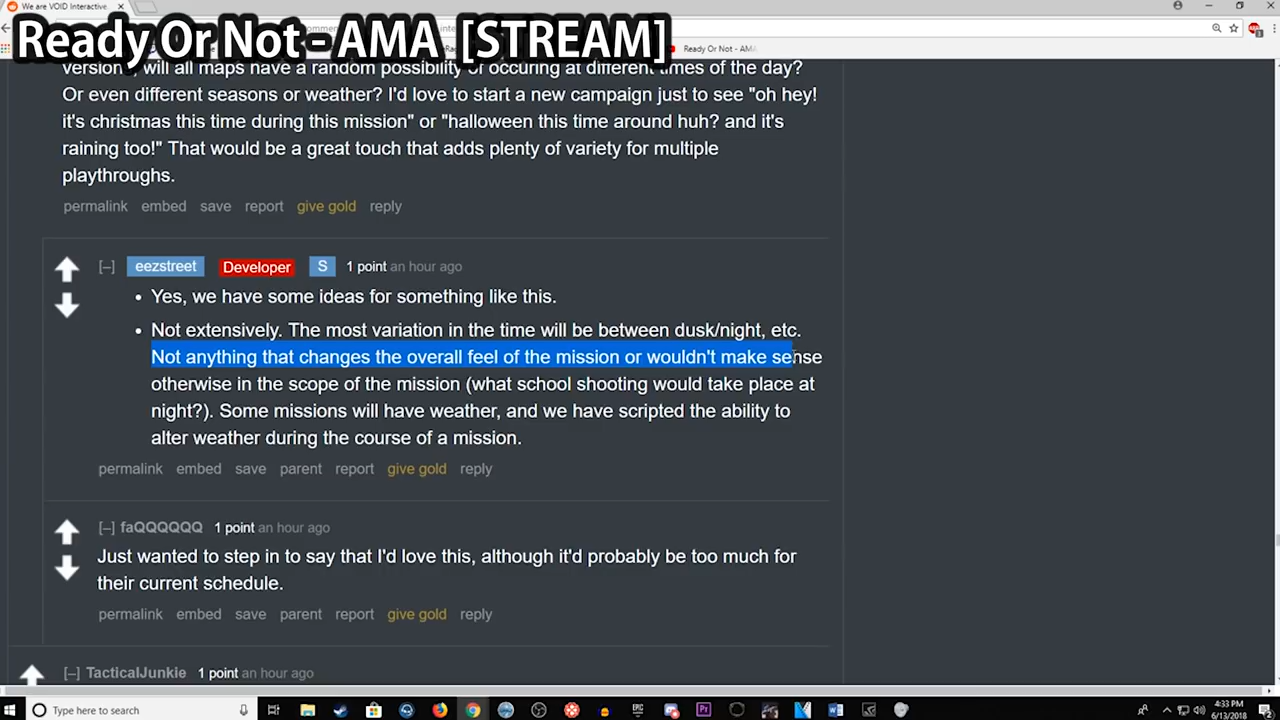 We are VOID Interactive,
Ready Or Not - AMA [STREAM]
Ready Or Not - AMA
versions, will all maps have a random possibility of occuring at different times of the day?
Or even different seasons or weather? I'd love to start a new campaign just to see "oh hey!
it's christmas this time during this mission" or "halloween this time around huh? and it's
raining too!" That would be a great touch that adds plenty of variety for multiple
playthroughs.
permalink embed save report give gold reply
[–] eezstreet Developer S 1 point an hour ago
• Yes, we have some ideas for something like this.
• Not extensively. The most variation in the time will be between dusk/night, etc.
Not anything that changes the overall feel of the mission or wouldn't make sense
otherwise in the scope of the mission (what school shooting would take place at
night?). Some missions will have weather, and we have scripted the ability to
alter weather during the course of a mission.
permalink embed save parent report give gold reply
[–] faQQQQQQ 1 point an hour ago
Just wanted to step in to say that I'd love this, although it'd probably be too much for
their current schedule.
permalink embed save parent report give gold reply
[–] TacticalJunkie 1 point an hour ago
Type here to search
4:33 PM
6/13/2018